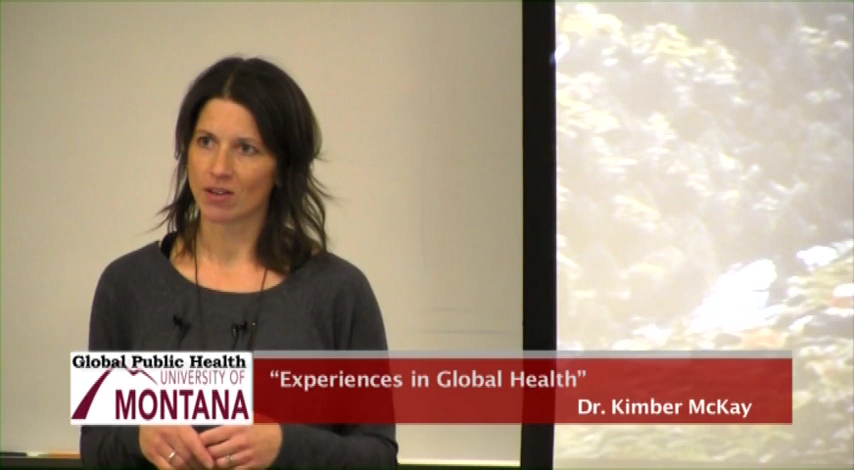 Global Public Health
UNIVERSITY OF
MONTANA
“Experiences in Global Health”
Dr. Kimber McKay